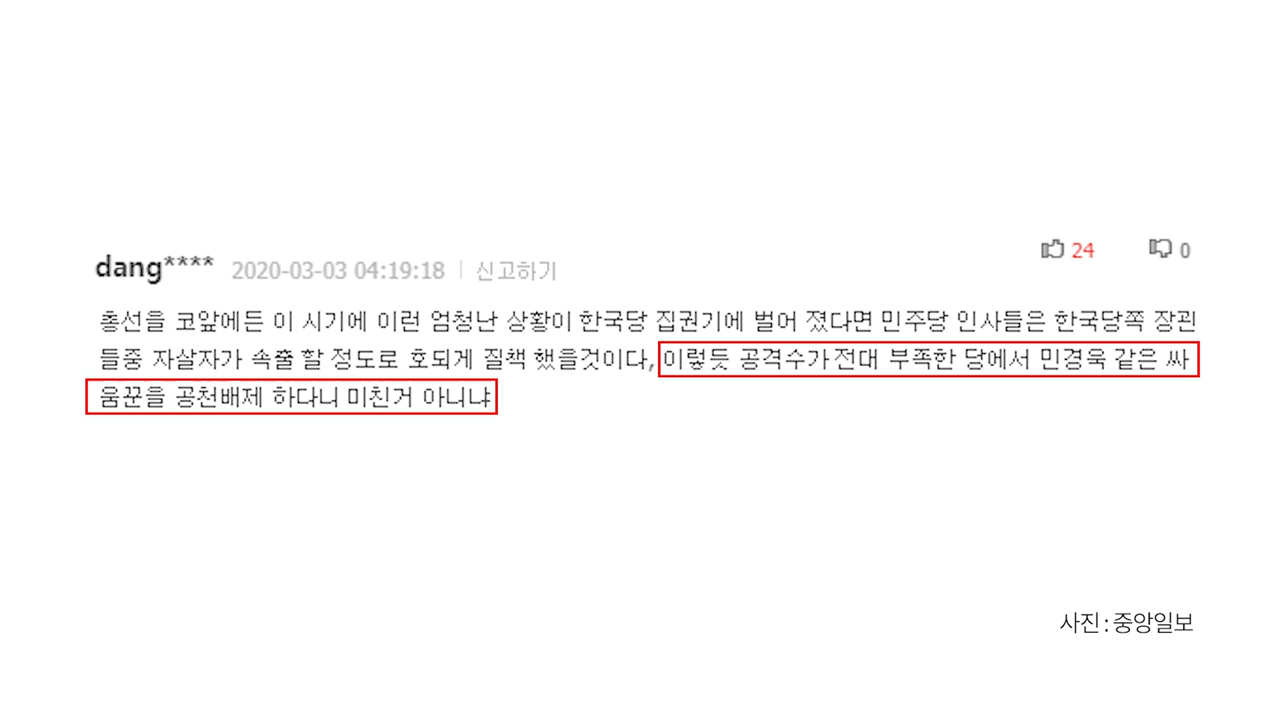 dang**** 2020-03-03 04:19:18 | 신고하기 24 0
총선을 코앞에든 이 시기에 이런 엄청난 상황이 한국당 집권기에 벌어 졌다면 민주당 인사들은 한국당쪽 장괸
들중 자살자가 속출 할 정도로 호되게 질책 했을것이다, 이렇듯 공격수가 전대 부족한 당에서 민경욱 같은 싸
움꾼을 공천배제 하다니 미친거 아니냐
사진 : 중앙일보